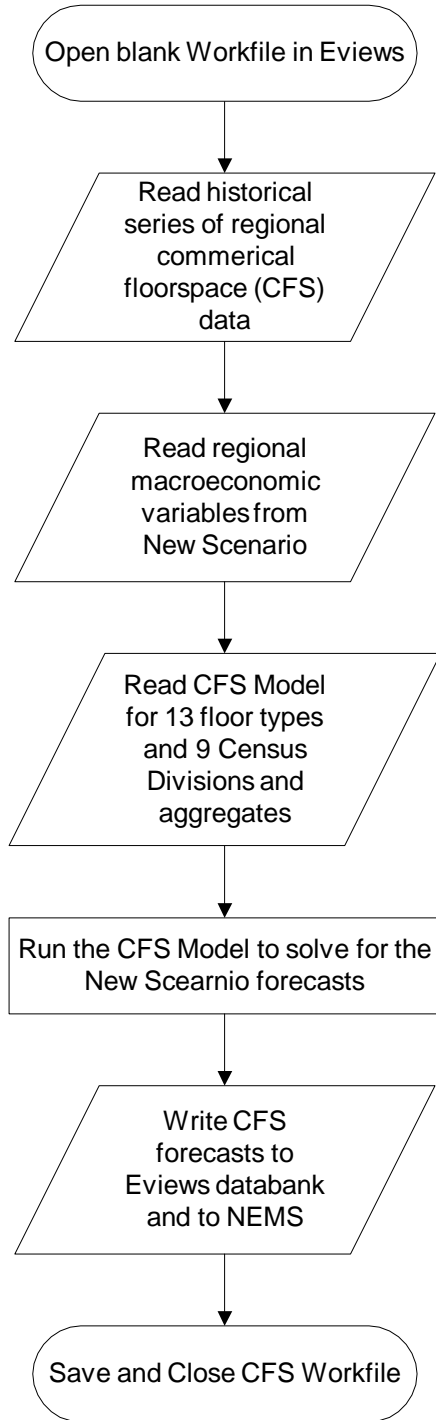 Open blank Workfile in Eviews
Read historical
series of regional
commerical
floorspace (CFS)
data
Read regional
macroeconomic
variables from
New Scenario
Read CFS Model
for 13 floor types
and 9 Census
Divisions and
aggregates
Run the CFS Model to solve for the
New Scearnio forecasts
Write CFS
forecasts to
Eviews databank
and to NEMS
Save and Close CFS Workfile